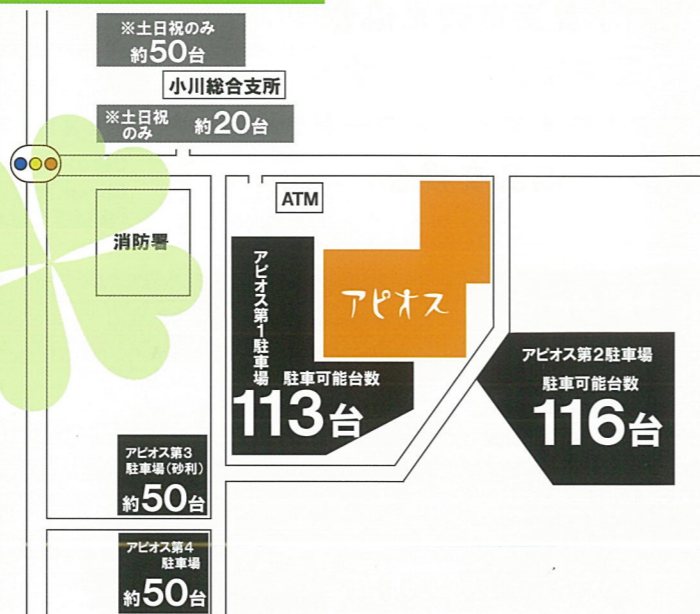 ※土日祝のみ
約50台
小川総合支所
※土日祝
のみ
約20台
ATM
消防署
アピオス第1駐車場
駐車可能台数
113台
アピオス
アピオス第2駐車場
駐車可能台数
116台
アピオス第3
駐車場(砂利)
約50台
アピオス第4
駐車場
約50台